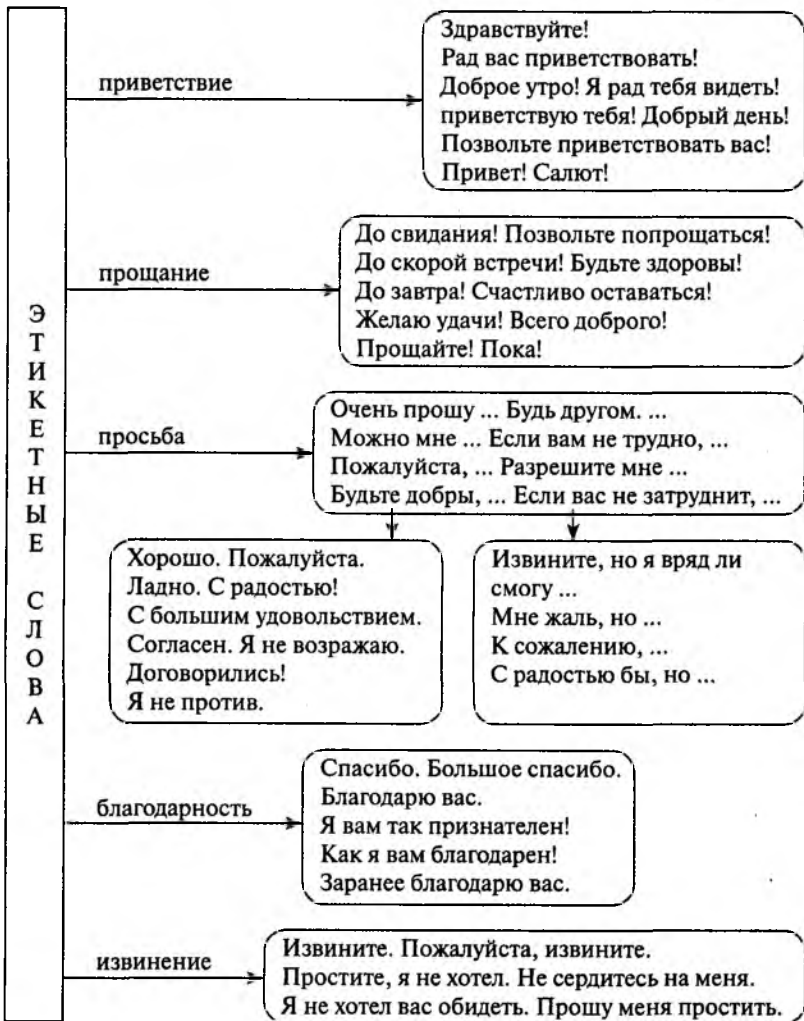 ЭТИКЕТНЫЕ СЛОВА
приветствие
Здравствуйте!
Рад вас приветствовать!
Доброе утро! Я рад тебя видеть!
приветствую тебя! Добрый день!
Позвольте приветствовать вас!
Привет! Салют!
прощание
До свидания! Позвольте попрощаться!
До скорой встречи! Будьте здоровы!
До завтра! Счастливо оставаться!
Желаю удачи! Всего доброго!
Прощайте! Пока!
просьба
Очень прошу ... Будь другом. ...
Можно мне ... Если вам не трудно, ...
Пожалуйста, ... Разрешите мне ...
Будьте добры, ... Если вас не затруднит, ...
Хорошо. Пожалуйста.
Ладно. С радостью!
С большим удовольствием.
Согласен. Я не возражаю.
Договорились!
Я не против.
Извините, но я вряд ли
смогу ...
Мне жаль, но ...
К сожалению, ...
С радостью бы, но ...
благодарность
Спасибо. Большое спасибо.
Благодарю вас.
Я вам так признателен!
Как я вам благодарен!
Заранее благодарю вас.
извинение
Извините. Пожалуйста, извините.
Простите, я не хотел. Не сердитесь на меня.
Я не хотел вас обидеть. Прошу меня простить.